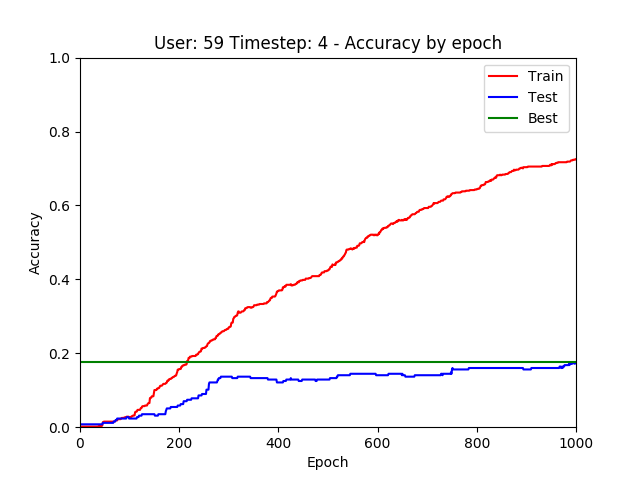 User: 59 Timestep: 4 - Accuracy by epoch
1.0
0.8
0.6
0.4
0.2
0.0
Accuracy
0 200 400 600 800 1000
Epoch
Train
Test
Best